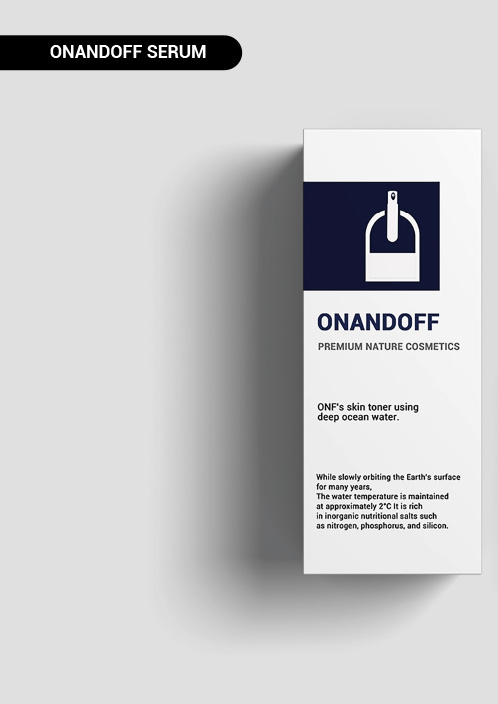 ONANDOFF SERUM
ONANDOFF
PREMIUM NATURE COSMETICS
ONF's skin toner using
deep ocean water.
While slowly orbiting the Earth's surface
for many years,
The water temperature is maintained
at approximately 2°C It is rich
in inorganic nutritional salts such
as nitrogen, phosphorus, and silicon.